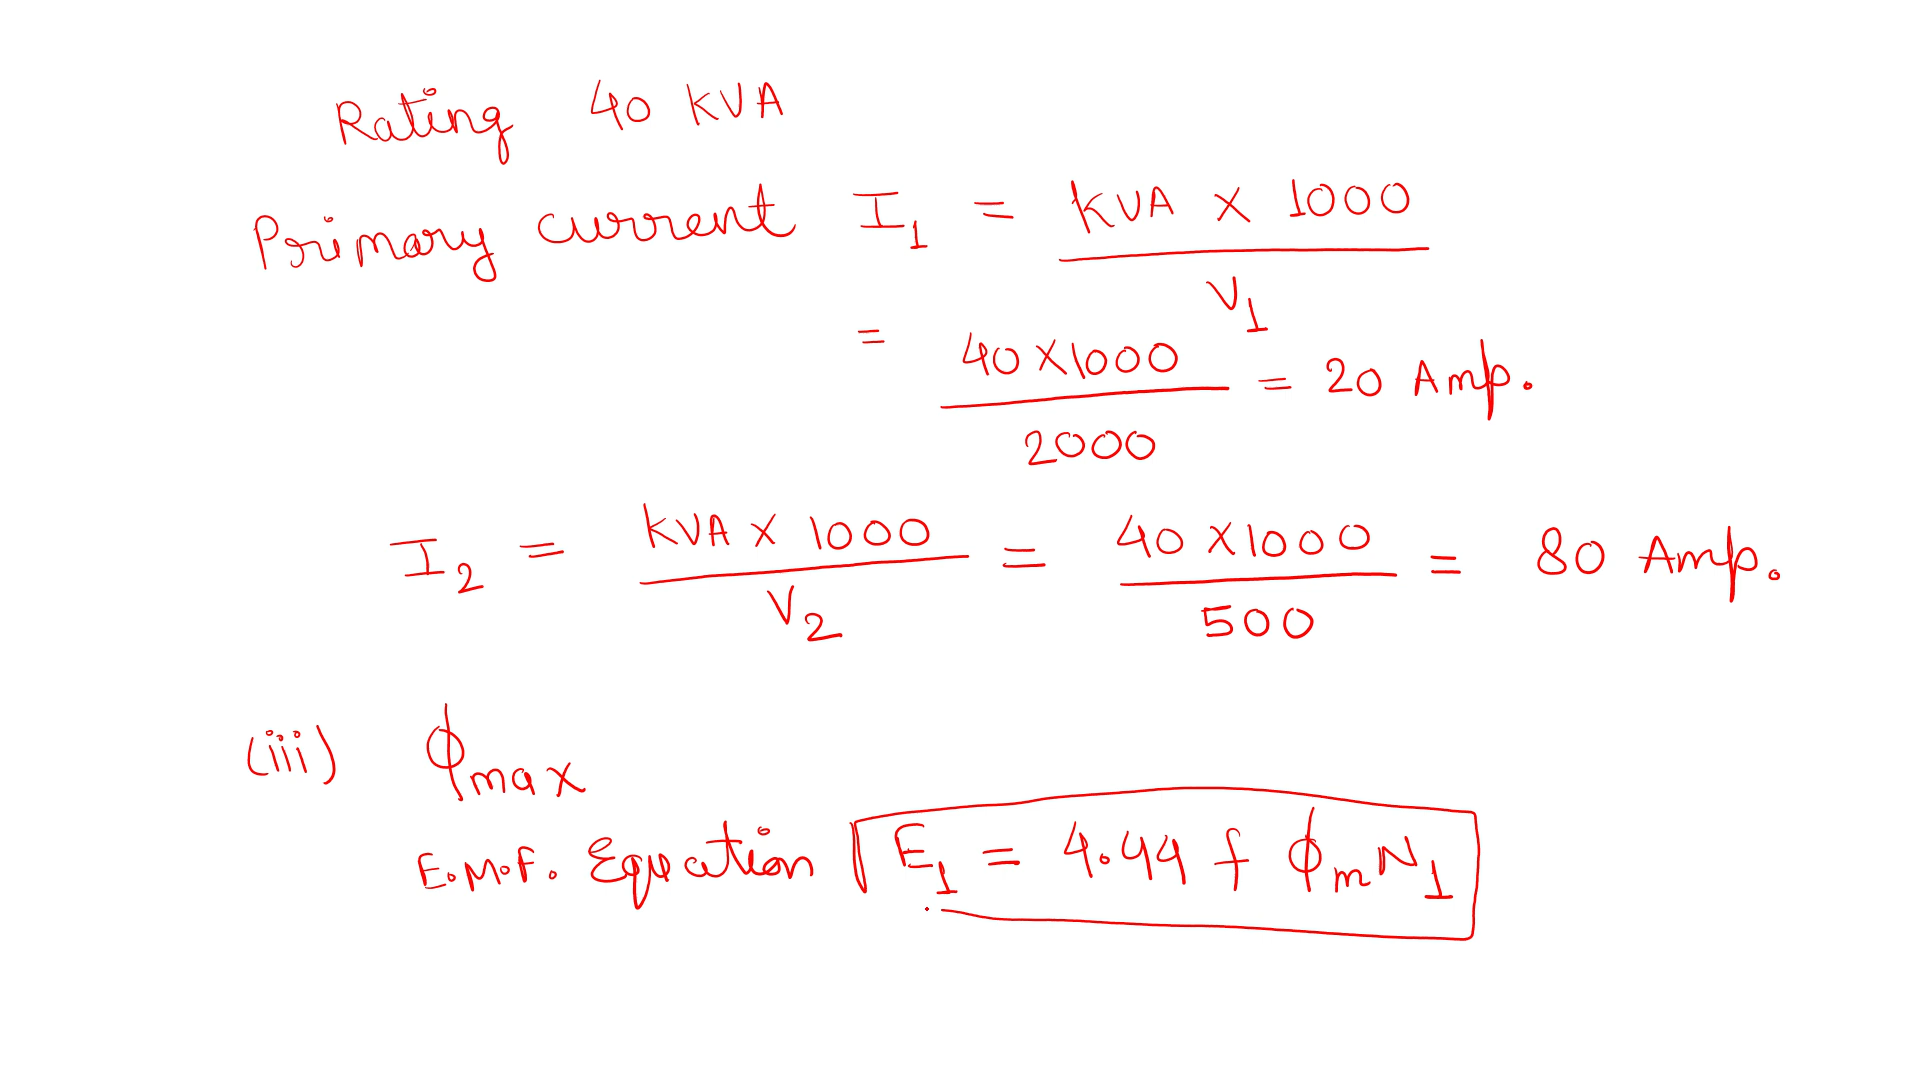 Rating 40 KVA
Primary current I₁ = KVA X 1000 / V₁
= 40 X 1000 / 2000 = 20 Amp.
I₂ = KVA X 1000 / V₂ = 40 X 1000 / 500 = 80 Amp.
(iii) ϕmax
E.M.F. Equation E₁ = 4.44 f ϕm N₁